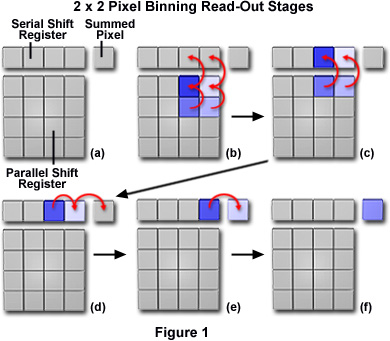 2 x 2 Pixel Binning Read-Out Stages
Serial Shift
Register
Summed
Pixel
(a)
(b)
(c)
Parallel Shift
Register
(d)
(e)
(f)
Figure 1